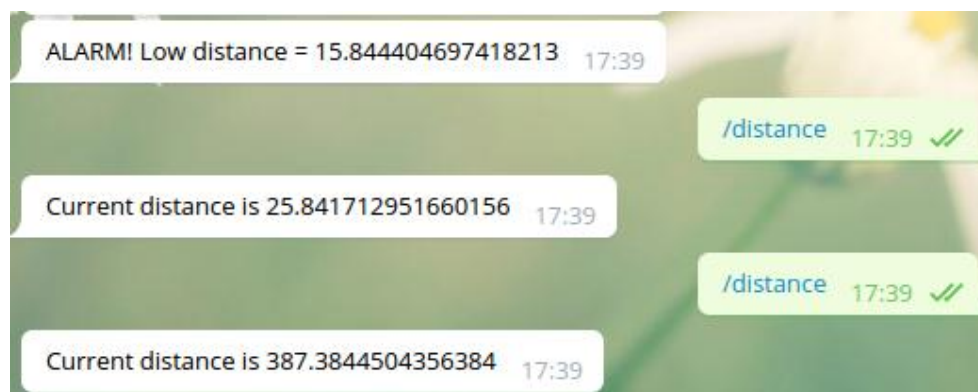 ALARM! Low distance = 15.844404697418213 17:39
/distance 17:39
Current distance is 25.841712951660156 17:39
/distance 17:39
Current distance is 387.3844504356384 17:39